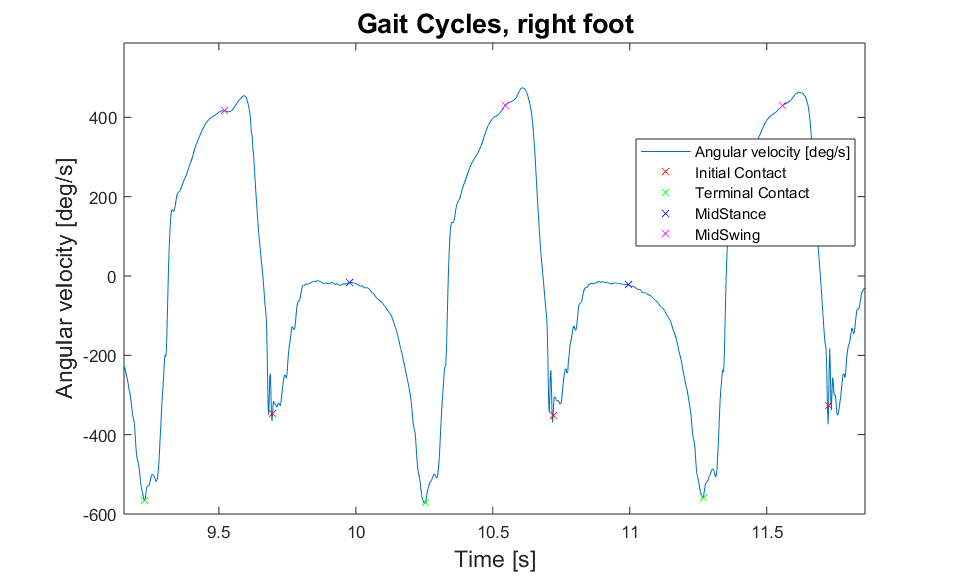 Gait Cycles, right foot
Angular velocity [deg/s]
400
200
0
-200
-400
-600
Angular velocity [deg/s]
Initial Contact
Terminal Contact
MidStance
MidSwing
9.5
10
10.5
11
11.5
Time [s]